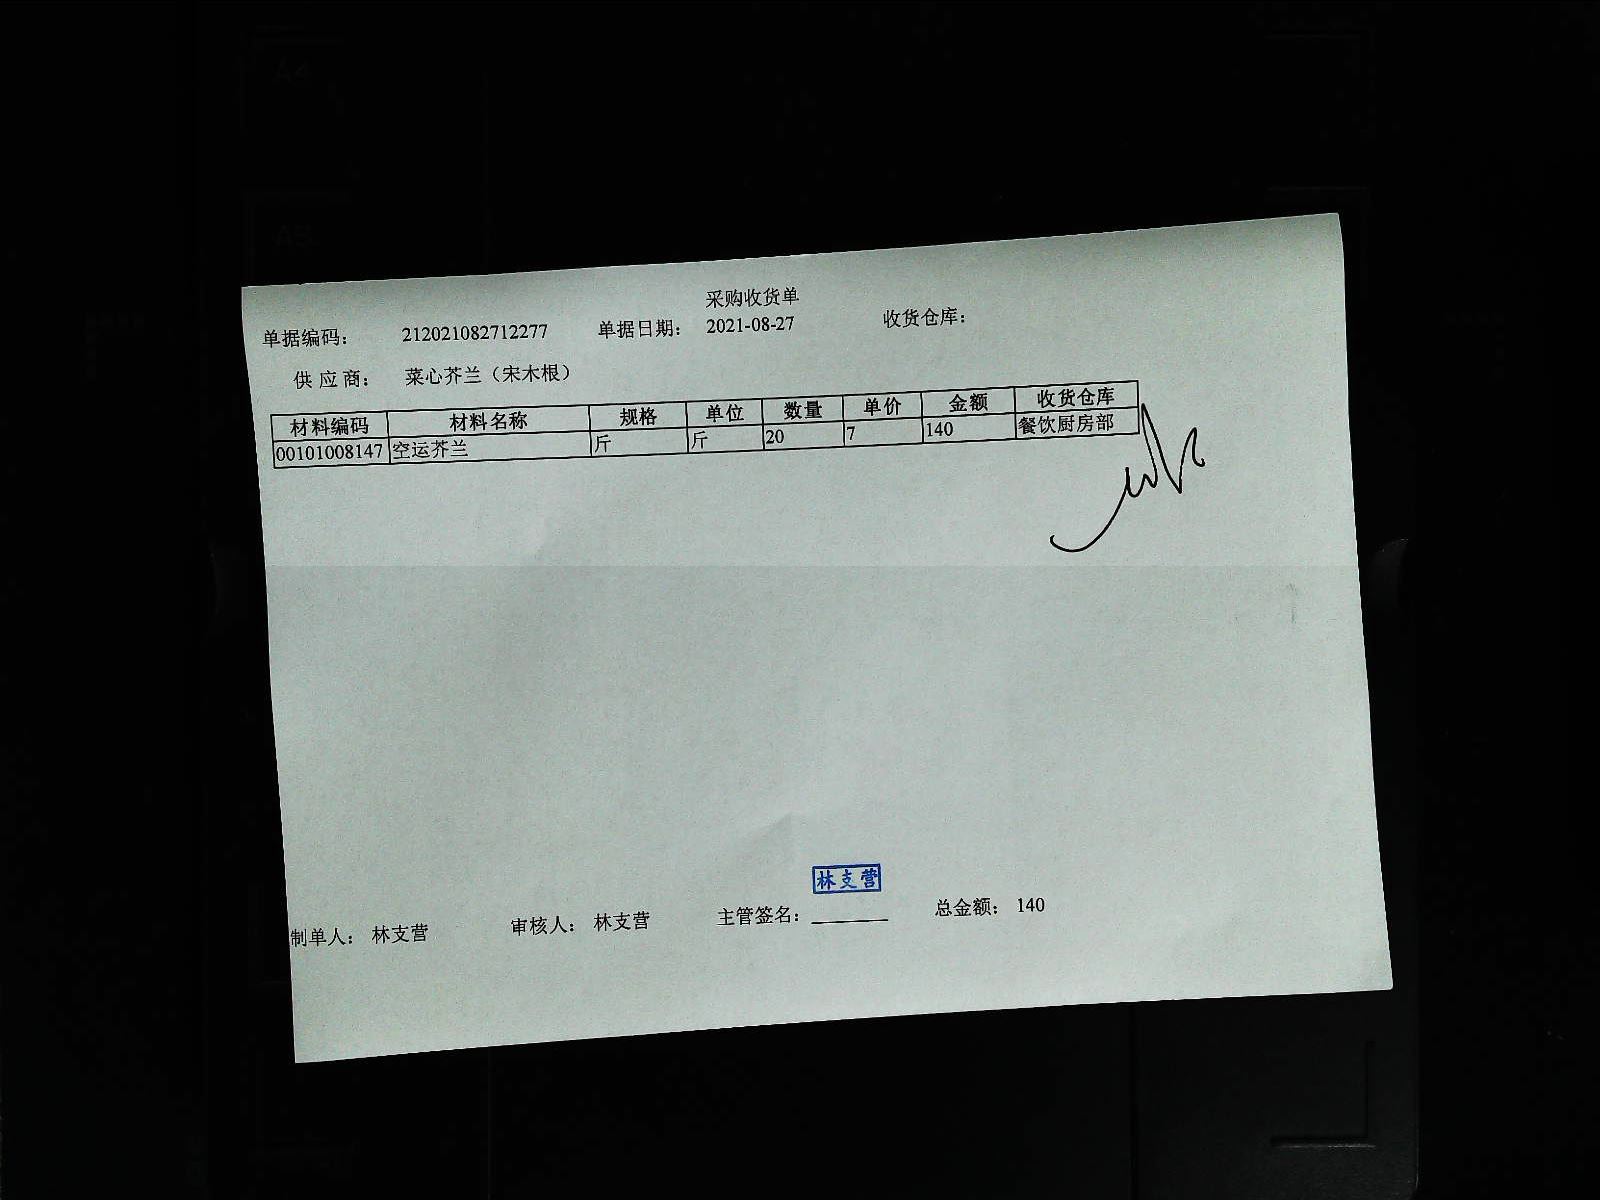 采购收货单
单据编码： 212021082712277 单据日期： 2021-08-27 收货仓库：
供 应 商： 菜心芥兰（宋木根）
材料编码 材料名称 规格 单位 数量 单价 金额 收货仓库
00101008147 空运芥兰 斤 斤 20 7 140 餐饮厨房部
林支营
制单人： 林支营 审核人： 林支营 主管签名：________ 总金额： 140